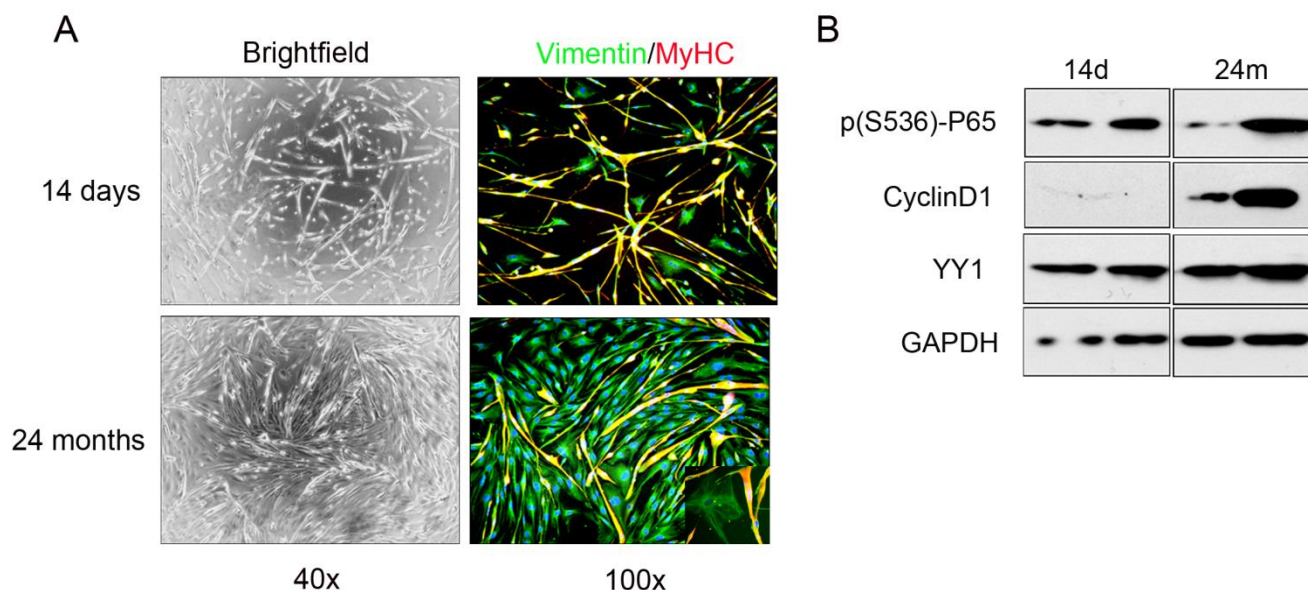 A
Brightfield
Vimentin/MyHC
14 days
24 months
40x
100x
B
14d
24m
p(S536)-P65
CyclinD1
YY1
GAPDH